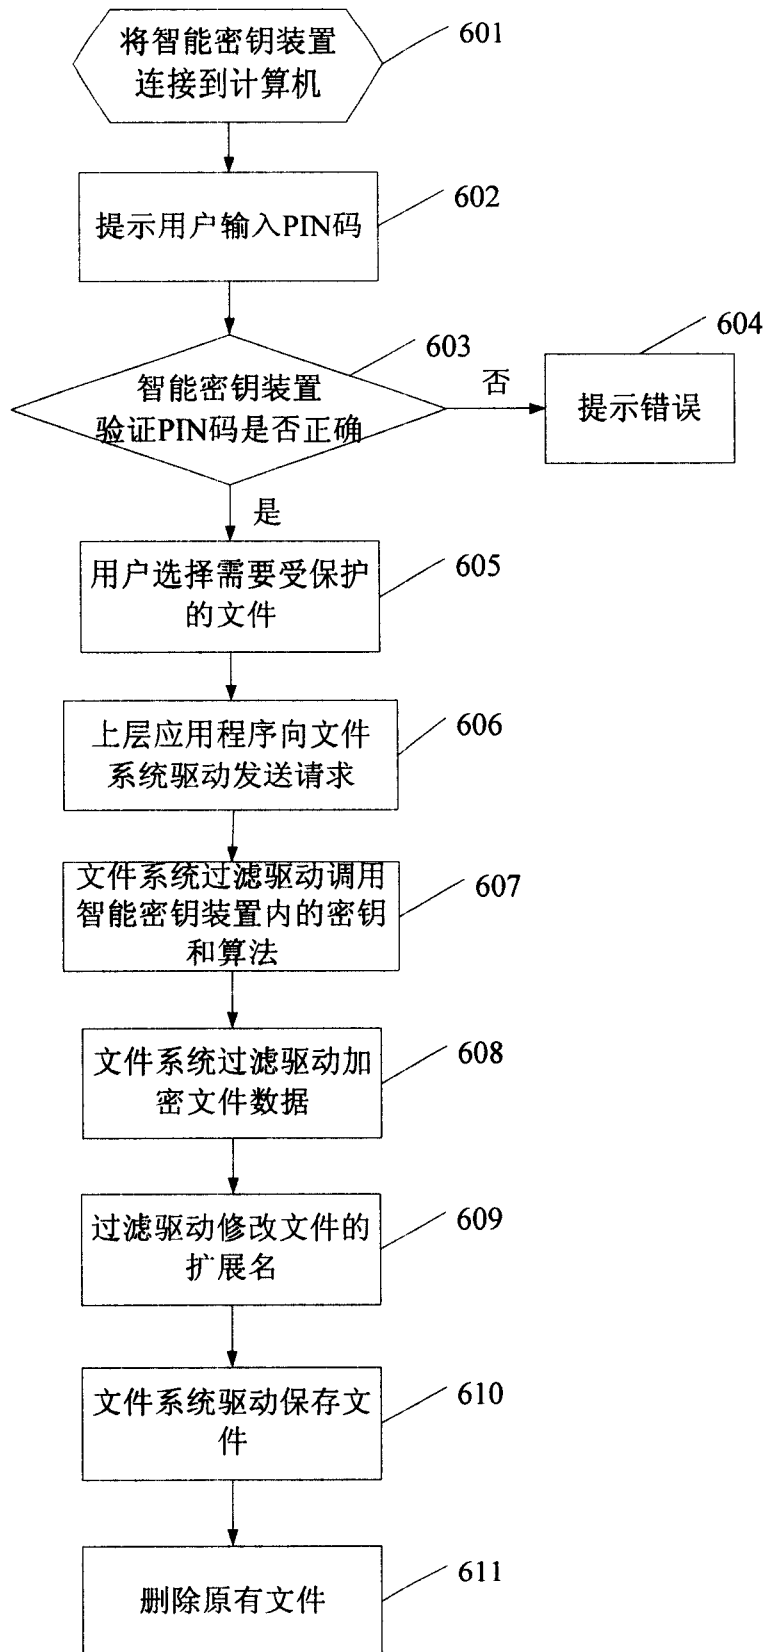 将智能密钥装置
连接到计算机
601
提示用户输入PIN码
602
智能密钥装置
验证PIN码是否正确
603
否
提示错误
604
是
用户选择需要受保护
的文件
605
上层应用程序向文件
系统驱动发送请求
606
文件系统过滤驱动调用
智能密钥装置内的密钥
和算法
607
文件系统过滤驱动加
密文件数据
608
过滤驱动修改文件的
扩展名
609
文件系统驱动保存文
件
610
删除原有文件
611